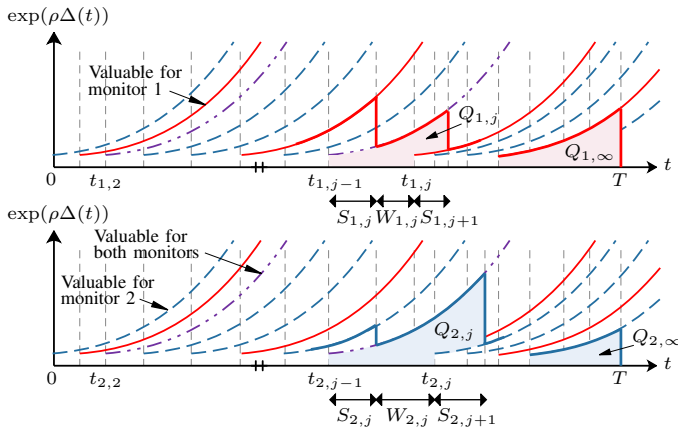 exp(ρΔ(t))
Valuable for
monitor 1
Q₁,ⱼ
Q₁,∞
0
t₁,₂
t₁,ⱼ₋₁
t₁,ⱼ
T
t
S₁,ⱼ
W₁,ⱼ
S₁,ⱼ₊₁
exp(ρΔ(t))
Valuable for
both monitors
Valuable for
monitor 2
Q₂,ⱼ
Q₂,∞
0
t₂,₂
t₂,ⱼ₋₁
t₂,ⱼ
T
t
S₂,ⱼ
W₂,ⱼ
S₂,ⱼ₊₁